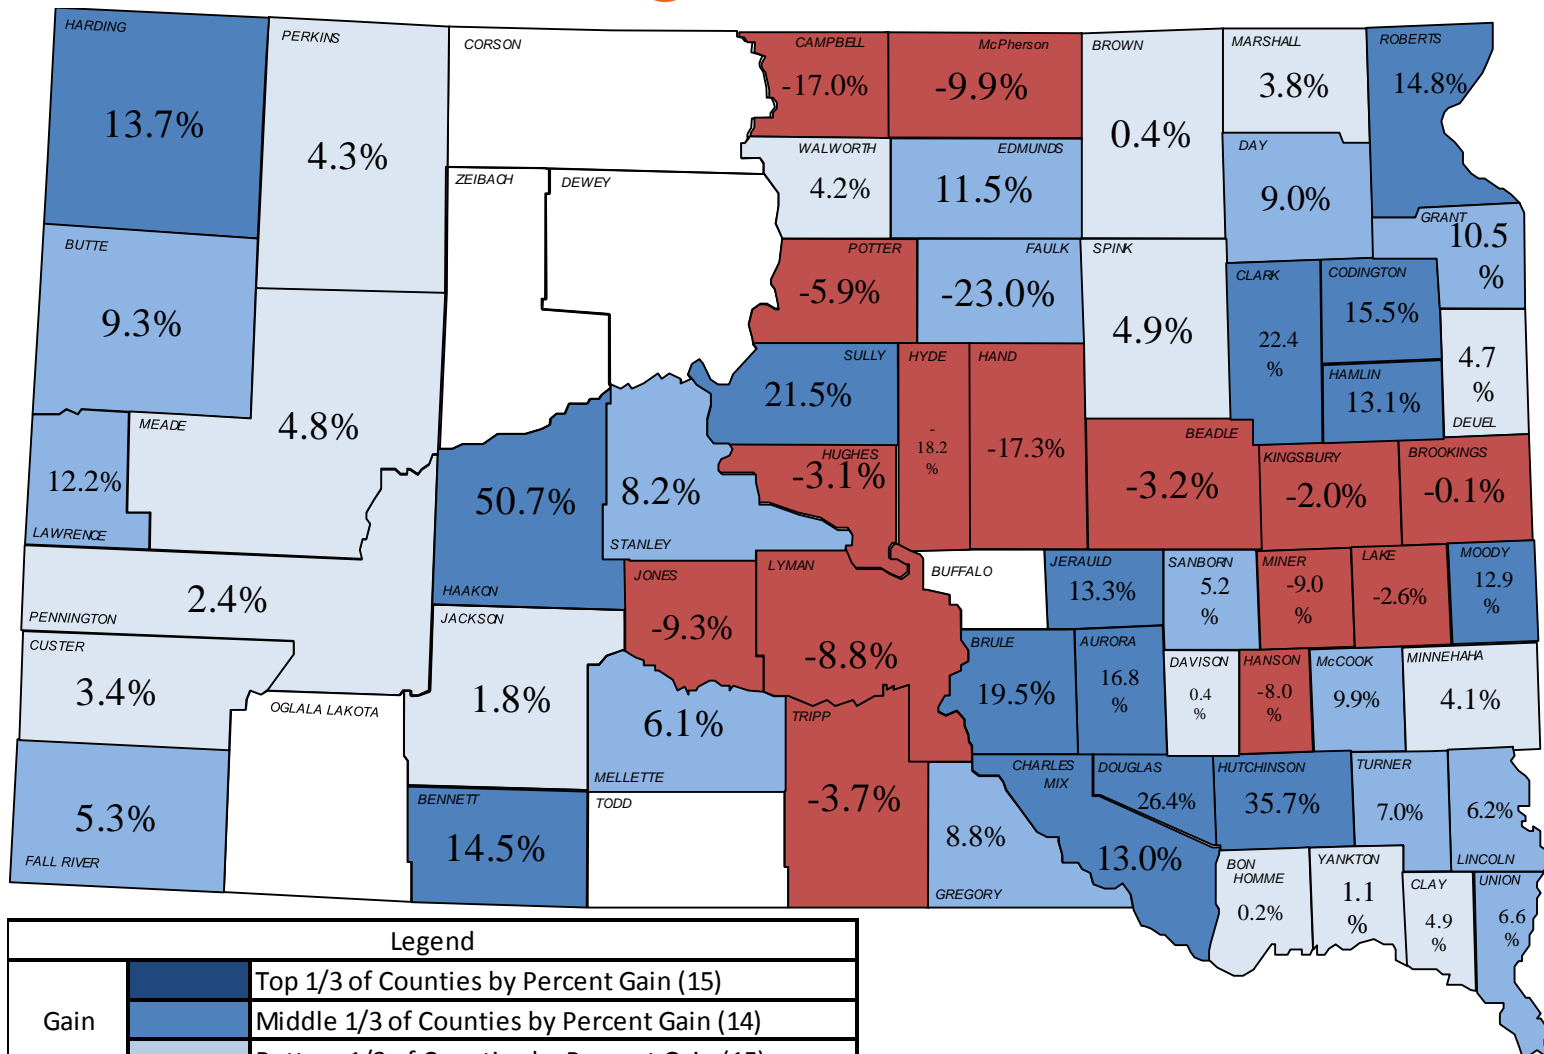 HARDING
13.7%
PERKINS
4.3%
CORSON
CAMPBELL
-17.0%
McPherson
-9.9%
BROWN
0.4%
MARSHALL
3.8%
ROBERTS
14.8%
ZEIBACH
DEWEY
WALWORTH
4.2%
EDMUNDS
11.5%
DAY
9.0%
GRANT
10.5
%
BUTTE
9.3%
POTTER
-5.9%
FAULK
-23.0%
SPINK
4.9%
CLARK
22.4
%
CODINGTON
15.5%
HAMLIN
13.1%
4.7
%
DEUEL
MEADE
4.8%
SULLY
21.5%
HYDE
-
18.2
%
HAND
-17.3%
12.2%
LAWRENCE
50.7%
HAAKON
8.2%
STANLEY
HUGHES
-3.1%
BEADLE
-3.2%
KINGSBURY
-2.0%
BROOKINGS
-0.1%
2.4%
PENNINGTON
JACKSON
1.8%
JONES
-9.3%
LYMAN
-8.8%
BUFFALO
JERAULD
13.3%
SANBORN
5.2
%
MINER
-9.0
%
LAKE
-2.6%
MOODY
12.9
%
CUSTER
3.4%
OGLALA LAKOTA
6.1%
MELLETTE
TRIPP
-3.7%
BRULE
19.5%
AURORA
16.8
%
DAVISON
0.4
%
HANSON
-8.0
%
McCOOK
9.9%
MINNEHAHA
4.1%
5.3%
FALL RIVER
BENNETT
14.5%
TODD
8.8%
GREGORY
CHARLES
MIX
13.0%
DOUGLAS
26.4%
HUTCHINSON
35.7%
TURNER
7.0%
6.2%
LINCOLN
BON
HOMME
0.2%
YANKTON
1.1
%
CLAY
4.9
%
UNION
6.6
%
Legend
Gain
Top 1/3 of Counties by Percent Gain (15)
Middle 1/3 of Counties by Percent Gain (14)